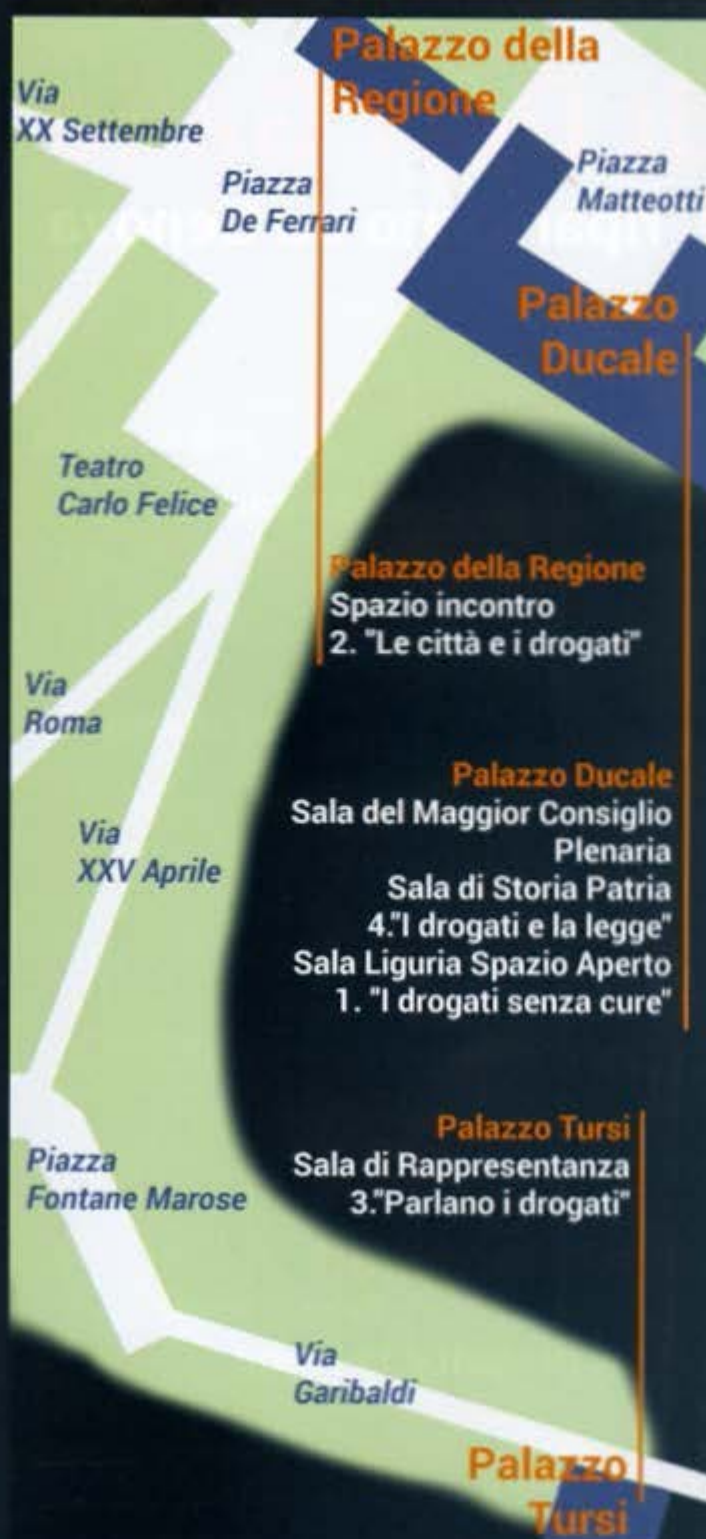 Palazzo della
Regione
Via
XX Settembre
Piazza
De Ferrari
Piazza
Matteotti
Palazzo
Ducale
Teatro
Carlo Felice
Palazzo della Regione
Spazio incontro
2. "Le città e i drogati"
Via
Roma
Palazzo Ducale
Sala del Maggior Consiglio
Plenaria
Sala di Storia Patria
4."I drogati e la legge"
Sala Liguria Spazio Aperto
1. "I drogati senza cure"
Via
XXV Aprile
Palazzo Tursi
Sala di Rappresentanza
3."Parlano i drogati"
Piazza
Fontane Marose
Via
Garibaldi
Palazzo
Tursi